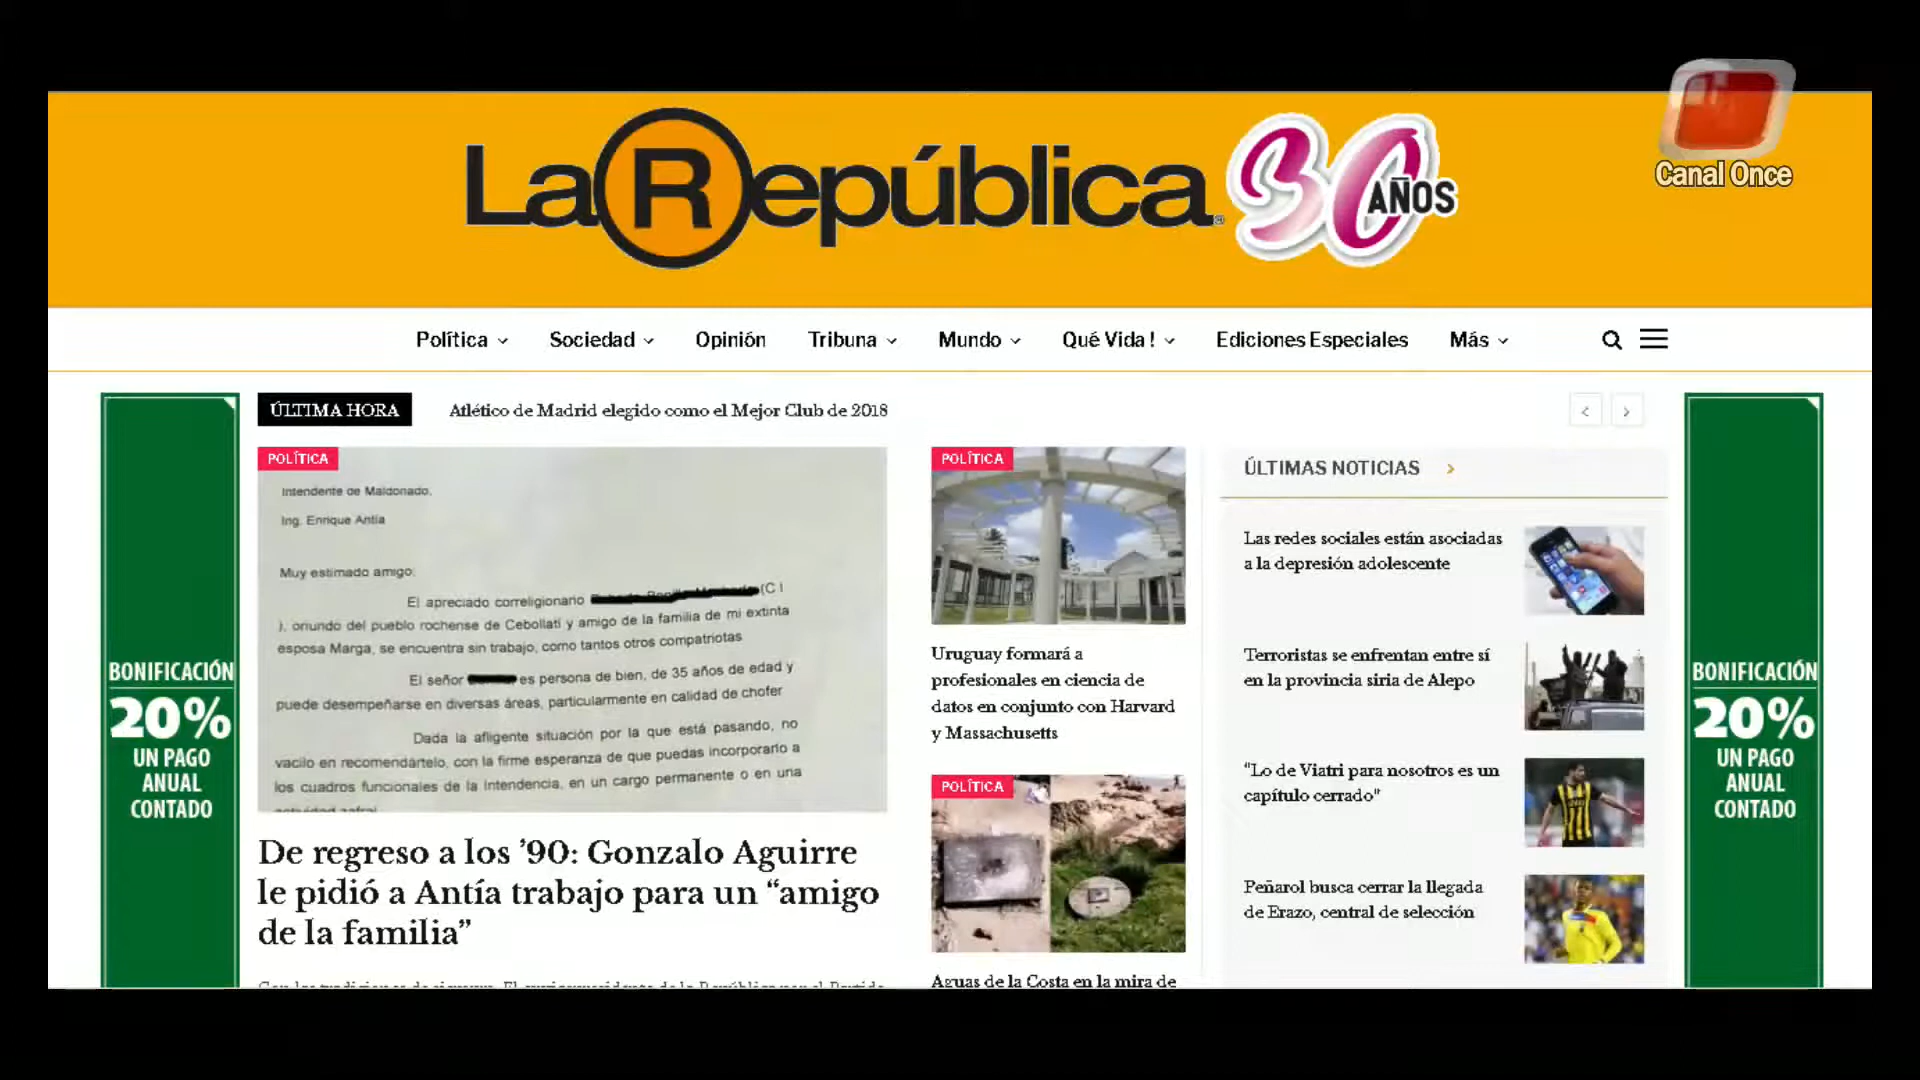 Canal Once
La República
30 AÑOS
Política
Sociedad
Opinión
Tribuna
Mundo
Qué Vida !
Ediciones Especiales
Más
ÚLTIMA HORA
Atlético de Madrid elegido como el Mejor Club de 2018
BONIFICACIÓN
20%
UN PAGO
ANUAL
CONTADO
POLÍTICA
Intendente de Maldonado,
Ing. Enrique Antía
Muy estimado amigo:
El apreciado correligionario (C I
), oriundo del pueblo rochense de Cebollatí y amigo de la familia de mi extinta
esposa Marga, se encuentra sin trabajo, como tantos otros compatriotas
El señor es persona de bien, de 35 años de edad y
puede desempeñarse en diversas áreas, particularmente en calidad de chofer
Dada la afligente situación por la que está pasando, no
vacilo en recomendártelo, con la firme esperanza de que puedas incorporarlo a
los cuadros funcionales de la Intendencia, en un cargo permanente o en una
De regreso a los ’90: Gonzalo Aguirre
le pidió a Antía trabajo para un “amigo
de la familia”
POLÍTICA
Uruguay formará a
profesionales en ciencia de
datos en conjunto con Harvard
y Massachusetts
POLÍTICA
Aguas de la Costa en la mira de
ÚLTIMAS NOTICIAS
Las redes sociales están asociadas
a la depresión adolescente
Terroristas se enfrentan entre sí
en la provincia siria de Alepo
“Lo de Viatri para nosotros es un
capítulo cerrado”
Peñarol busca cerrar la llegada
de Erazo, central de selección
BONIFICACIÓN
20%
UN PAGO
ANUAL
CONTADO